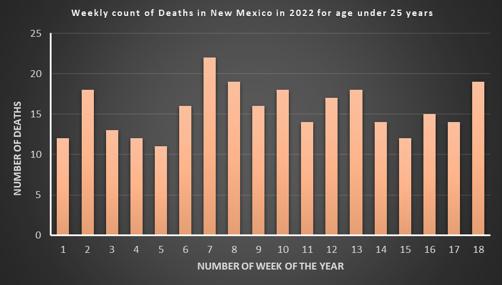 Weekly count of Deaths in New Mexico in 2022 for age under 25 years
25
20
15
10
5
0
NUMBER OF DEATHS
1 2 3 4 5 6 7 8 9 10 11 12 13 14 15 16 17 18
NUMBER OF WEEK OF THE YEAR